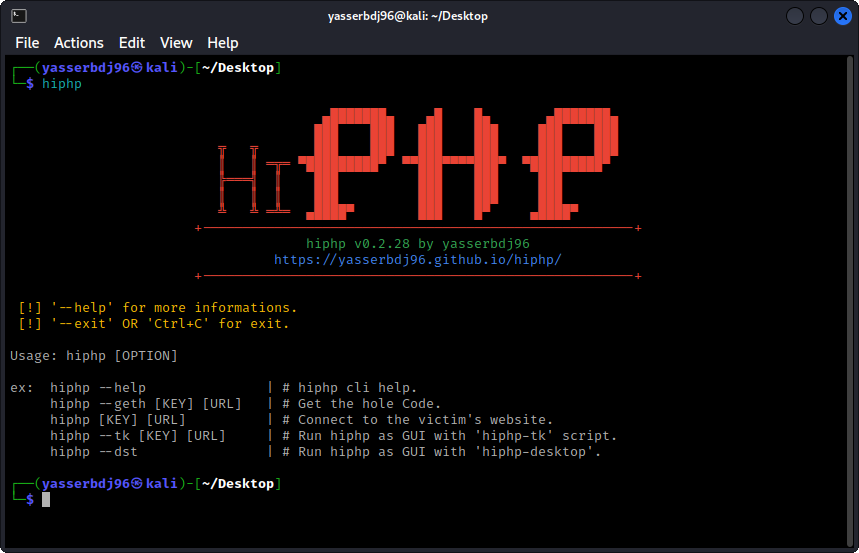 yasserbdj96@kali: ~/Desktop
File Actions Edit View Help
┌──(yasserbdj96㉿kali)-[~/Desktop]
└─$ hiphp
HI PHP
hiphp v0.2.28 by yasserbdj96
https://yasserbdj96.github.io/hiphp/
[!] '--help' for more informations.
[!] '--exit' OR 'Ctrl+C' for exit.
Usage: hiphp [OPTION]
ex: hiphp --help | # hiphp cli help.
hiphp --geth [KEY] [URL] | # Get the hole Code.
hiphp [KEY] [URL] | # Connect to the victim's website.
hiphp --tk [KEY] [URL] | # Run hiphp as GUI with 'hiphp-tk' script.
hiphp --dst | # Run hiphp as GUI with 'hiphp-desktop'.
┌──(yasserbdj96㉿kali)-[~/Desktop]
└─$